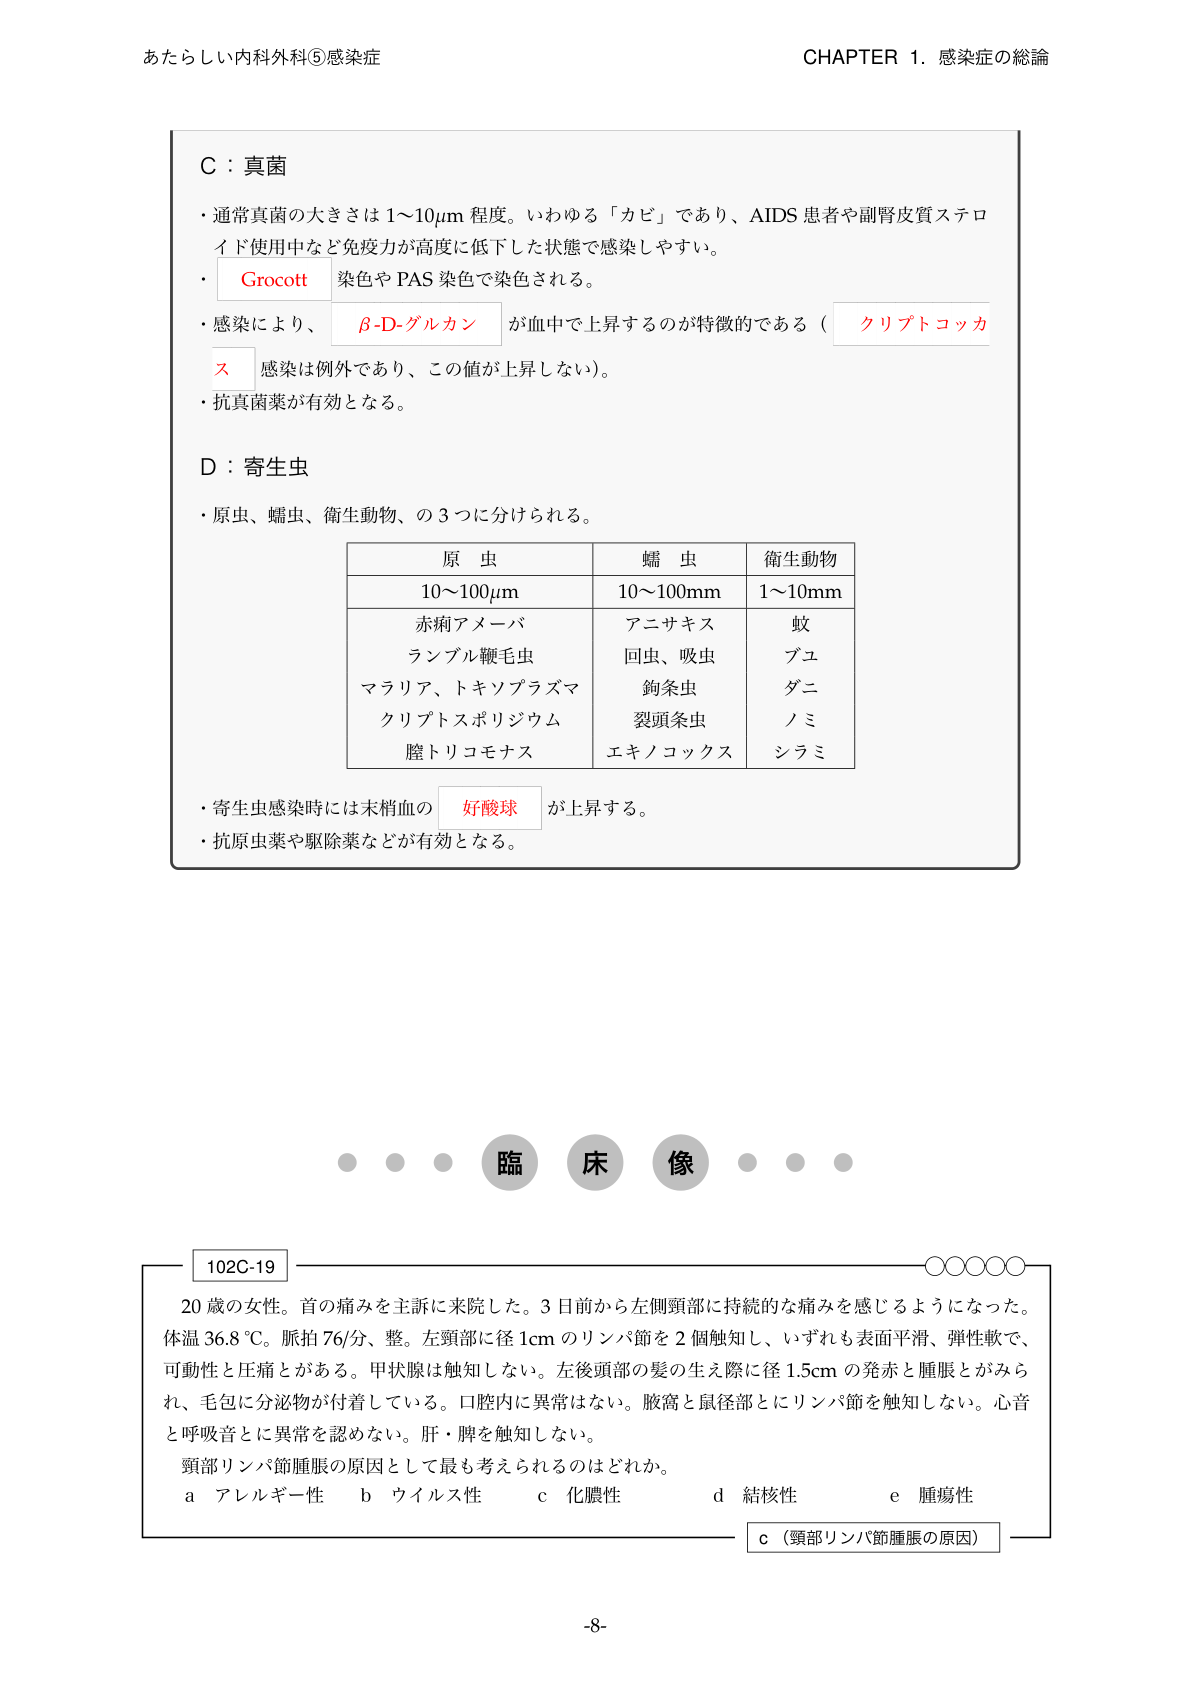 あたらしい内科外科⑤感染症
CHAPTER 1. 感染症の総論
C：真菌
・通常真菌の大きさは 1〜10μm 程度。いわゆる「カビ」であり、AIDS 患者や副腎皮質ステロ
イド使用中など免疫力が高度に低下した状態で感染しやすい。
・ Grocott 染色や PAS 染色で染色される。
・感染により、 β-D-グルカン が血中で上昇するのが特徴的である（ クリプトコッカ
ス 感染は例外であり、この値が上昇しない）。
・抗真菌薬が有効となる。
D：寄生虫
・原虫、蠕虫、衛生動物、の 3 つに分けられる。
原　虫 蠕　虫 衛生動物
10〜100μm 10〜100mm 1〜10mm
赤痢アメーバ アニサキス 蚊
ランブル鞭毛虫 回虫、吸虫 ブユ
マラリア、トキソプラズマ 鉤条虫 ダニ
クリプトスポリジウム 裂頭条虫 ノミ
膣トリコモナス エキノコックス シラミ
・寄生虫感染時には末梢血の 好酸球 が上昇する。
・抗原虫薬や駆除薬などが有効となる。
臨 床 像
102C-19 ○○○○○
20 歳の女性。首の痛みを主訴に来院した。3 日前から左側頸部に持続的な痛みを感じるようになった。
体温 36.8 ℃。脈拍 76/分、整。左頸部に径 1cm のリンパ節を 2 個触知し、いずれも表面平滑、弾性軟で、
可動性と圧痛とがある。甲状腺は触知しない。左後頭部の髪の生え際に径 1.5cm の発赤と腫脹とがみら
れ、毛包に分泌物が付着している。口腔内に異常はない。腋窩と鼠径部とにリンパ節を触知しない。心音
と呼吸音とに異常を認めない。肝・脾を触知しない。
頸部リンパ節腫脹の原因として最も考えられるのはどれか。
a アレルギー性 b ウイルス性 c 化膿性 d 結核性 e 腫瘍性
c （頸部リンパ節腫脹の原因）
-8-